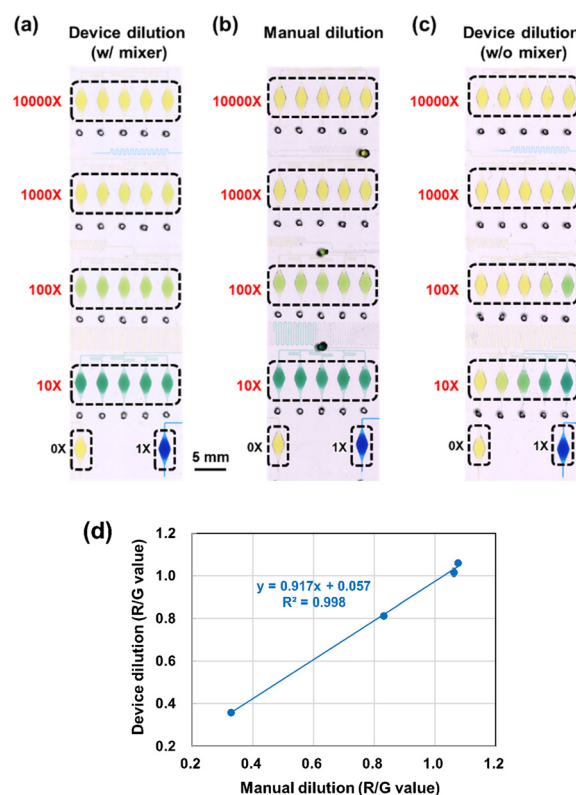 (a) Device dilution (w/ mixer)
10000X
1000X
100X
10X
0X
1X
5 mm
(b) Manual dilution
10000X
1000X
100X
10X
0X
1X
(c) Device dilution (w/o mixer)
10000X
1000X
100X
10X
0X
1X
(d)
Device dilution (R/G value)
1.2
1.0
0.8
0.6
0.4
0.2
y = 0.917x + 0.057
R² = 0.998
0.2 0.4 0.6 0.8 1.0 1.2
Manual dilution (R/G value)